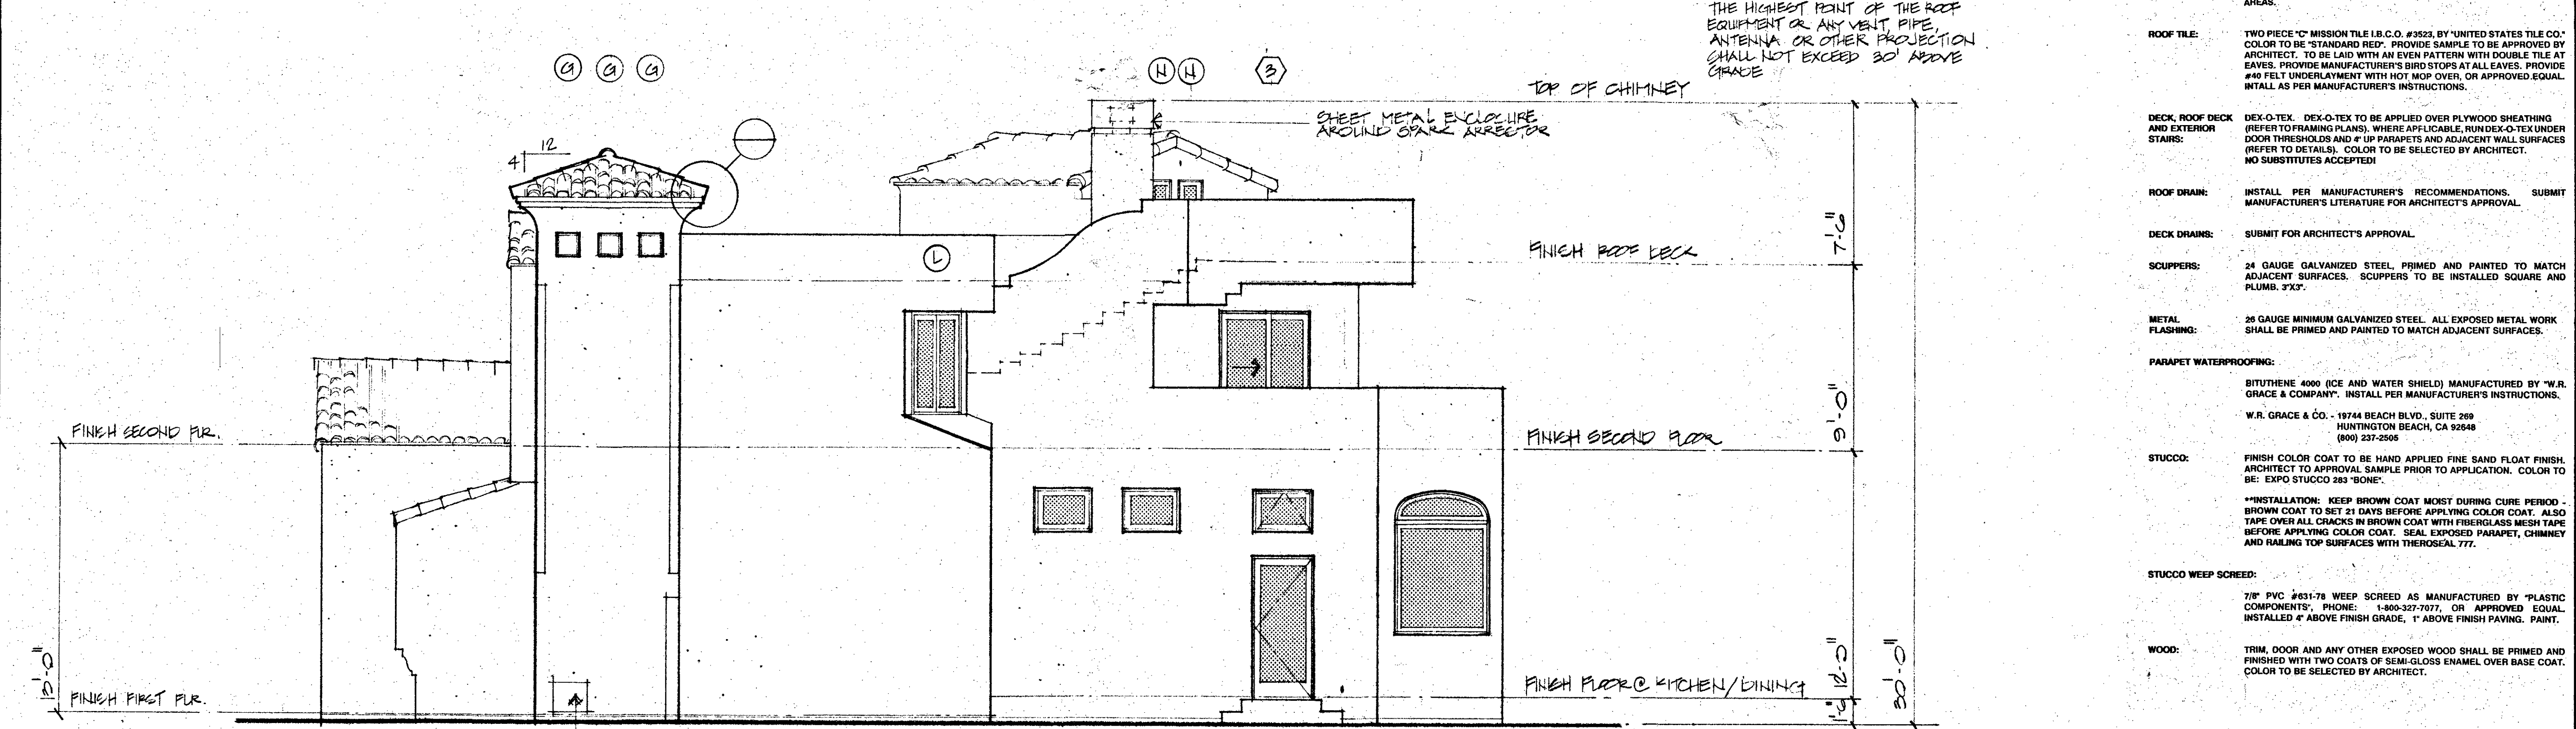 THE HIGHEST POINT OF THE ROOF
EQUIPMENT OR ANY VENT, PIPE,
ANTENNA OR OTHER PROJECTION
SHALL NOT EXCEED 30' ABOVE
GRADE
G G G
N N 3
TOP OF CHIMNEY
SHEET METAL ENCLOSURE
AROUND SPARK ARRESTOR
12
4
L
FINISH ROOF DECK
7'-6"
9'-0"
FINISH SECOND FLR.
FINISH SECOND FLOOR
13'-0"
FINISH FIRST FLR.
FINISH FLOOR @ KITCHEN/DINING
12'-0"
1'-6"
30'-0"
AREAS.
ROOF TILE: TWO PIECE "C" MISSION TILE I.B.C.O. #3523, BY "UNITED STATES TILE CO."
COLOR TO BE "STANDARD RED". PROVIDE SAMPLE TO BE APPROVED BY
ARCHITECT. TO BE LAID WITH AN EVEN PATTERN WITH DOUBLE TILE AT
EAVES. PROVIDE MANUFACTURER'S BIRD STOPS AT ALL EAVES. PROVIDE
#40 FELT UNDERLAYMENT WITH HOT MOP OVER, OR APPROVED EQUAL.
INTALL AS PER MANUFACTURER'S INSTRUCTIONS.
DECK, ROOF DECK DEX-O-TEX. DEX-O-TEX TO BE APPLIED OVER PLYWOOD SHEATHING
AND EXTERIOR (REFER TO FRAMING PLANS). WHERE APPLICABLE, RUN DEX-O-TEX UNDER
STAIRS: DOOR THRESHOLDS AND 4" UP PARAPETS AND ADJACENT WALL SURFACES
(REFER TO DETAILS). COLOR TO BE SELECTED BY ARCHITECT.
NO SUBSTITUTES ACCEPTED!
ROOF DRAIN: INSTALL PER MANUFACTURER'S RECOMMENDATIONS. SUBMIT
MANUFACTURER'S LITERATURE FOR ARCHITECT'S APPROVAL.
DECK DRAINS: SUBMIT FOR ARCHITECT'S APPROVAL.
SCUPPERS: 24 GAUGE GALVANIZED STEEL, PRIMED AND PAINTED TO MATCH
ADJACENT SURFACES. SCUPPERS TO BE INSTALLED SQUARE AND
PLUMB. 3"X3".
METAL 26 GAUGE MINIMUM GALVANIZED STEEL. ALL EXPOSED METAL WORK
FLASHING: SHALL BE PRIMED AND PAINTED TO MATCH ADJACENT SURFACES.
PARAPET WATERPROOFING:
BITUTHENE 4000 (ICE AND WATER SHIELD) MANUFACTURED BY "W.R.
GRACE & COMPANY". INSTALL PER MANUFACTURER'S INSTRUCTIONS.
W.R. GRACE & CO. - 19744 BEACH BLVD., SUITE 269
HUNTINGTON BEACH, CA 92648
(800) 237-2505
STUCCO: FINISH COLOR COAT TO BE HAND APPLIED FINE SAND FLOAT FINISH.
ARCHITECT TO APPROVAL SAMPLE PRIOR TO APPLICATION. COLOR TO
BE: EXPO STUCCO 283 "BONE".
**INSTALLATION: KEEP BROWN COAT MOIST DURING CURE PERIOD -
BROWN COAT TO SET 21 DAYS BEFORE APPLYING COLOR COAT. ALSO
TAPE OVER ALL CRACKS IN BROWN COAT WITH FIBERGLASS MESH TAPE
BEFORE APPLYING COLOR COAT. SEAL EXPOSED PARAPET, CHIMNEY
AND RAILING TOP SURFACES WITH THEROSEAL 777.
STUCCO WEEP SCREED:
7/8" PVC #631-78 WEEP SCREED AS MANUFACTURED BY "PLASTIC
COMPONENTS", PHONE: 1-800-327-7077, OR APPROVED EQUAL.
INSTALLED 4" ABOVE FINISH GRADE, 1" ABOVE FINISH PAVING. PAINT.
WOOD: TRIM, DOOR AND ANY OTHER EXPOSED WOOD SHALL BE PRIMED AND
FINISHED WITH TWO COATS OF SEMI-GLOSS ENAMEL OVER BASE COAT.
COLOR TO BE SELECTED BY ARCHITECT.